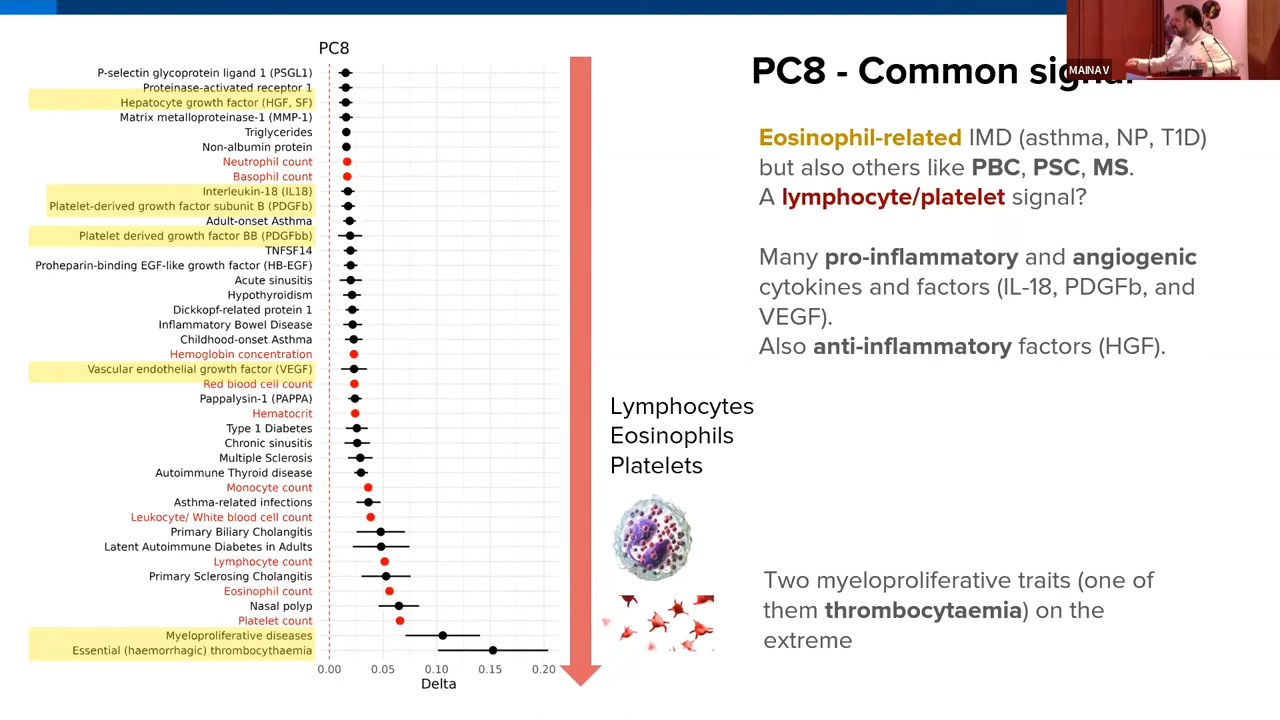 PC8
P-selectin glycoprotein ligand 1 (PSGL1)
Proteinase-activated receptor 1
Hepatocyte growth factor (HGF, SF)
Matrix metalloproteinase-1 (MMP-1)
Triglycerides
Non-albumin protein
Neutrophil count
Basophil count
Interleukin-18 (IL18)
Platelet-derived growth factor subunit B (PDGFb)
Adult-onset Asthma
Platelet derived growth factor BB (PDGFbb)
TNFSF14
Proheparin-binding EGF-like growth factor (HB-EGF)
Acute sinusitis
Hypothyroidism
Dickkopf-related protein 1
Inflammatory Bowel Disease
Childhood-onset Asthma
Hemoglobin concentration
Vascular endothelial growth factor (VEGF)
Red blood cell count
Pappalysin-1 (PAPPA)
Hematocrit
Type 1 Diabetes
Chronic sinusitis
Multiple Sclerosis
Autoimmune Thyroid disease
Monocyte count
Asthma-related infections
Leukocyte/ White blood cell count
Primary Biliary Cholangitis
Latent Autoimmune Diabetes in Adults
Lymphocyte count
Primary Sclerosing Cholangitis
Eosinophil count
Nasal polyp
Platelet count
Myeloproliferative diseases
Essential (haemorrhagic) thrombocythaemia
0.00 0.05 0.10 0.15 0.20
Delta
Lymphocytes
Eosinophils
Platelets
PC8 - Common signal
MAINAV
Eosinophil-related IMD (asthma, NP, T1D)
but also others like PBC, PSC, MS.
A lymphocyte/platelet signal?
Many pro-inflammatory and angiogenic
cytokines and factors (IL-18, PDGFb, and
VEGF).
Also anti-inflammatory factors (HGF).
Two myeloproliferative traits (one of
them thrombocytaemia) on the
extreme